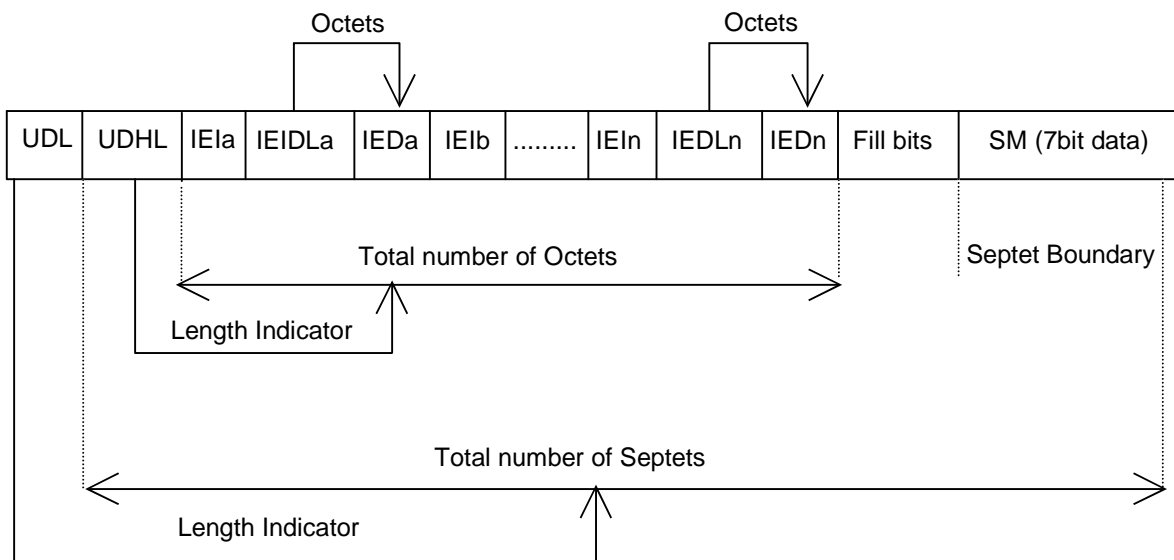 Octets Octets
UDL UDHL IEIa IEIDLa IEDa IEIb ......... IEIn IEDLn IEDn Fill bits SM (7bit data)
Total number of Octets Septet Boundary
Length Indicator
Total number of Septets
Length Indicator